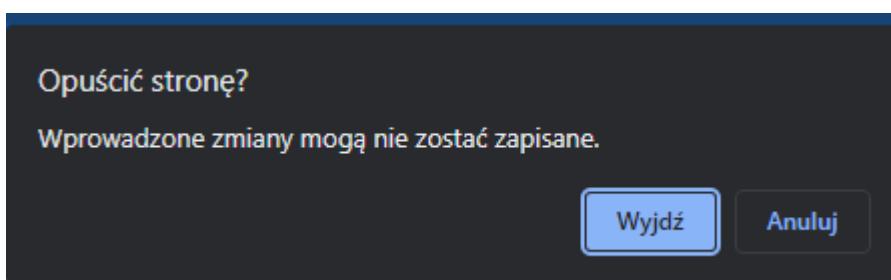 Opuścić stronę?
Wprowadzone zmiany mogą nie zostać zapisane.
Wyjdź Anuluj